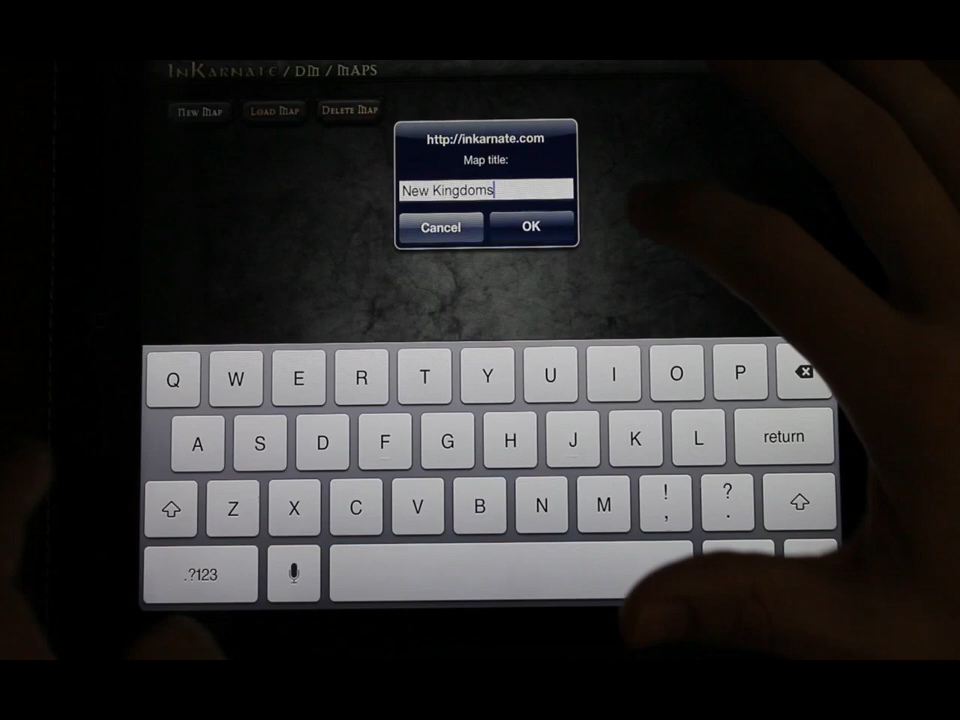 InKarnate / DM / Maps
New Map Load Map Delete Map
http://inkarnate.com
Map title:
New Kingdoms
Cancel OK
Q W E R T Y U I O P
A S D F G H J K L return
Z X C V B N M ! , ? .
.?123